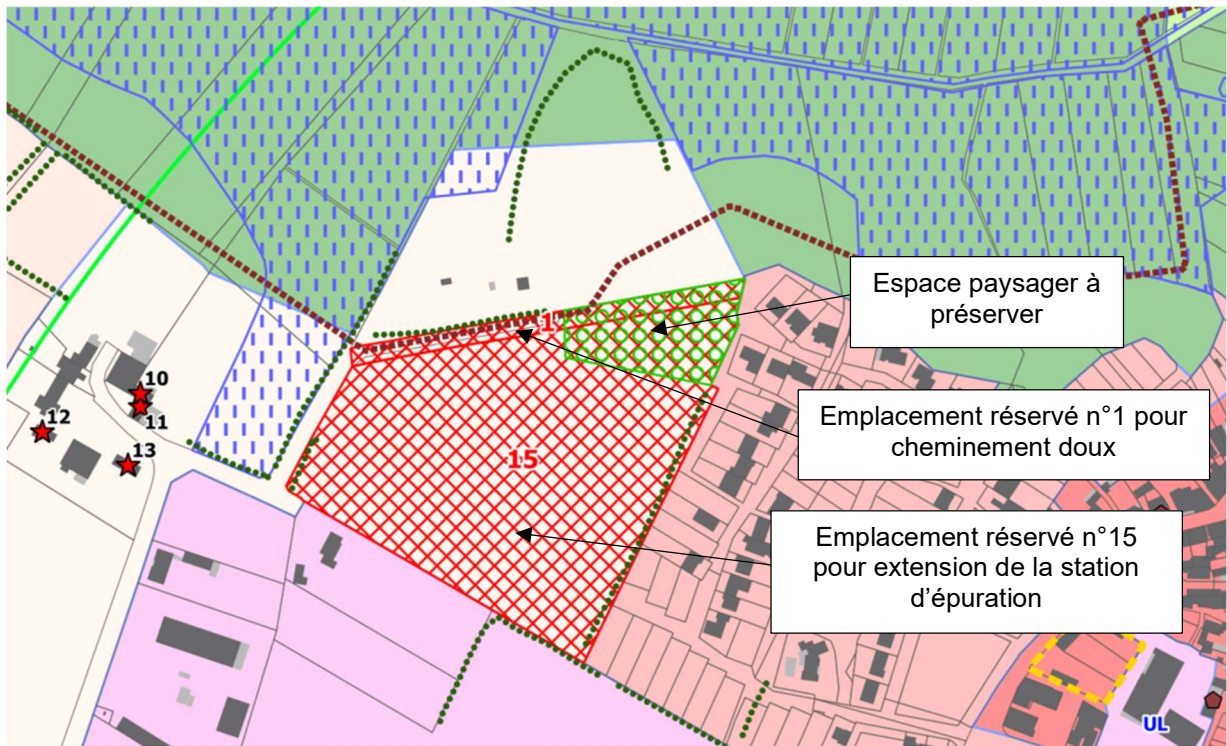 Espace paysager à
préserver
1
10
11
12
Emplacement réservé n°1 pour
cheminement doux
13
15
Emplacement réservé n°15
pour extension de la station
d’épuration
UL